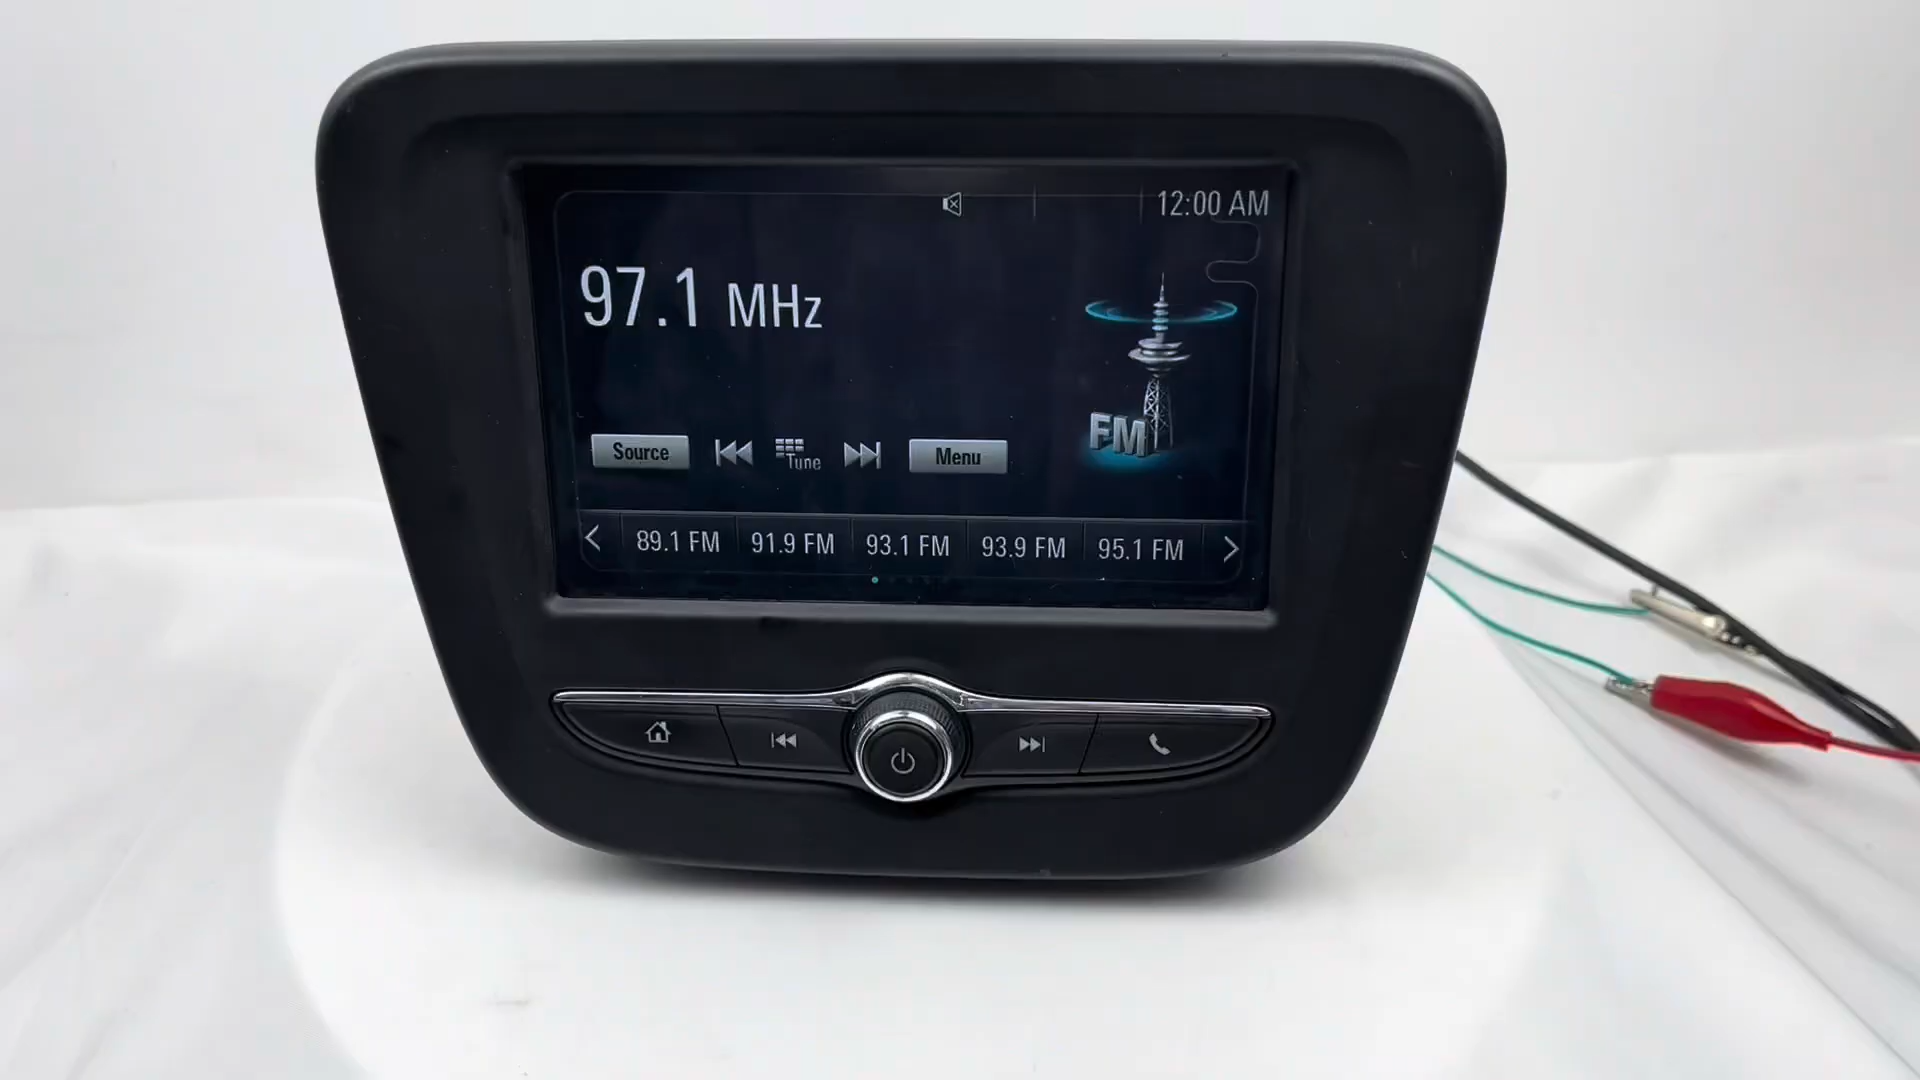 12:00 AM
97.1 MHz
FM
Source
Tune
Menu
89.1 FM
91.9 FM
93.1 FM
93.9 FM
95.1 FM